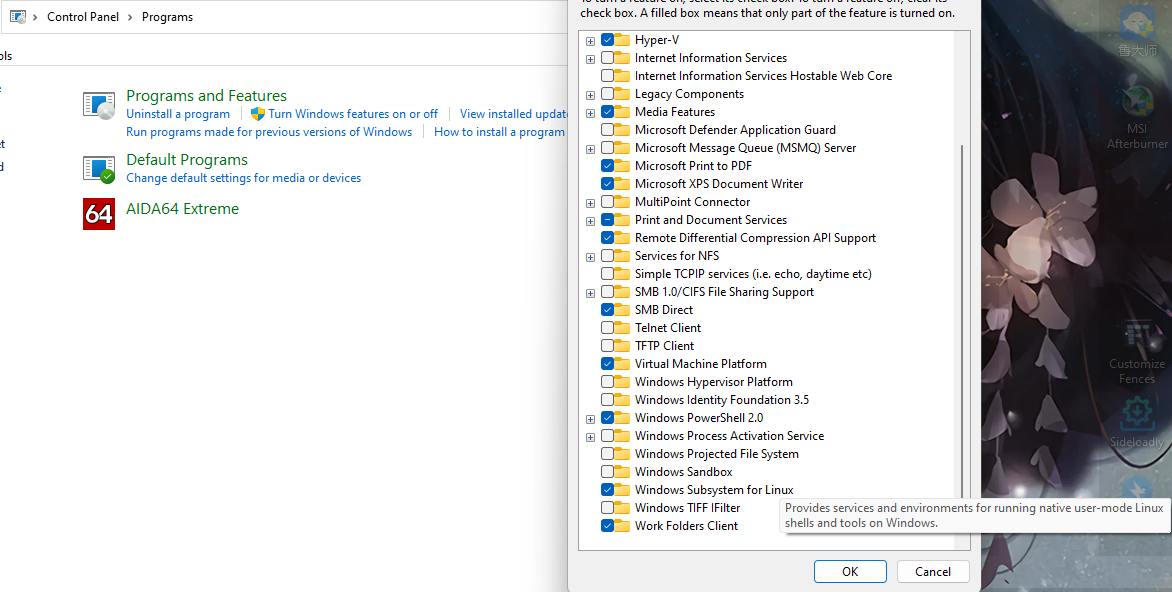 Control Panel > Programs
check box. A filled box means that only part of the feature is turned on.
Programs and Features
Uninstall a program
Turn Windows features on or off
View installed update
Run programs made for previous versions of Windows
How to install a program
Default Programs
Change default settings for media or devices
64 AIDA64 Extreme
Hyper-V
Internet Information Services
Internet Information Services Hostable Web Core
Legacy Components
Media Features
Microsoft Defender Application Guard
Microsoft Message Queue (MSMQ) Server
Microsoft Print to PDF
Microsoft XPS Document Writer
MultiPoint Connector
Print and Document Services
Remote Differential Compression API Support
Services for NFS
Simple TCPIP services (i.e. echo, daytime etc)
SMB 1.0/CIFS File Sharing Support
SMB Direct
Telnet Client
TFTP Client
Virtual Machine Platform
Windows Hypervisor Platform
Windows Identity Foundation 3.5
Windows PowerShell 2.0
Windows Process Activation Service
Windows Projected File System
Windows Sandbox
Windows Subsystem for Linux
Windows TIFF IFilter
Work Folders Client
Provides services and environments for running native user-mode Linux
shells and tools on Windows.
OK
Cancel
鲁大师
MSI
Afterburner
Customize
Fences
Sideloadly